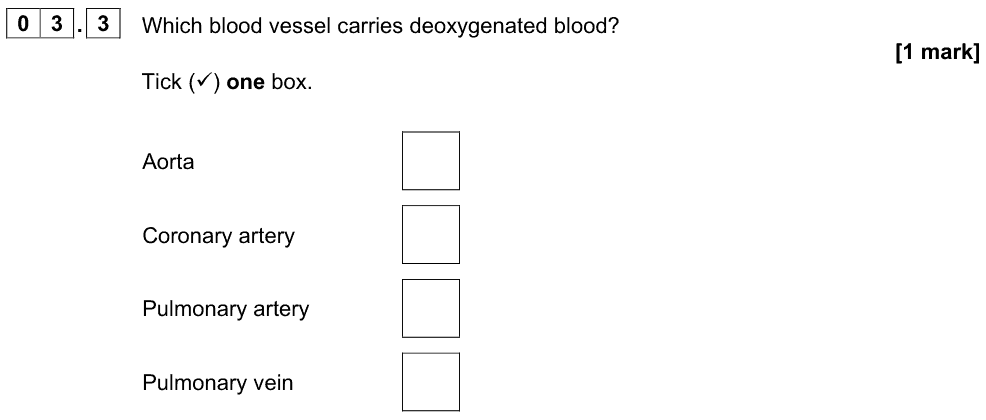 0 3 . 3 Which blood vessel carries deoxygenated blood?
[1 mark]
Tick (✓) one box.
Aorta
Coronary artery
Pulmonary artery
Pulmonary vein